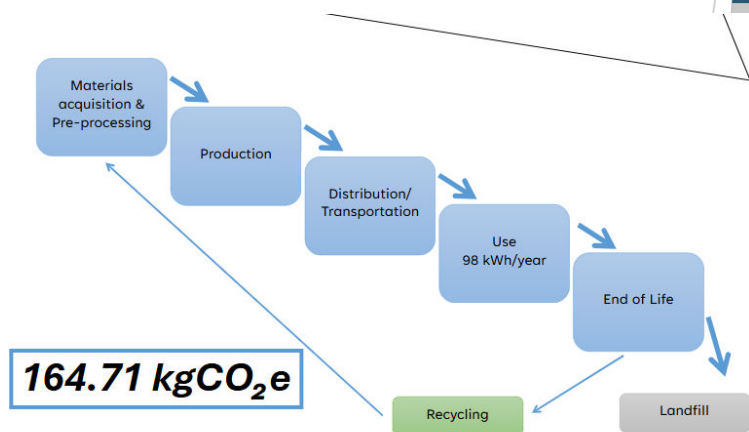 Materials
acquisition &
Pre-processing
Production
Distribution/
Transportation
Use
98 kWh/year
End of Life
164.71 kgCO₂e
Recycling
Landfill